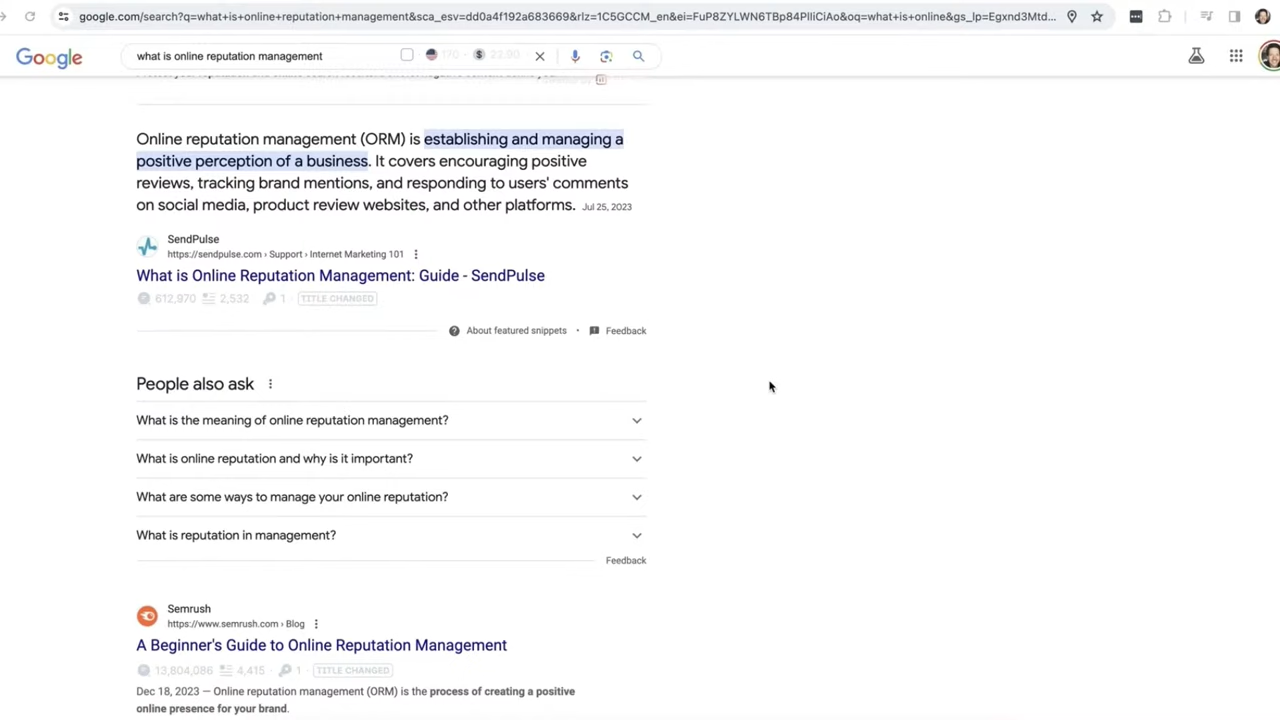 google.com/search?q=what+is+online+reputation+management&sca_esv=dd0a4f192a683669&rlz=1C5GCCM_en&ei=FuP8ZYLWN6TBp84PlIiCiAo&oq=what+is+online&gs_lp=Egxnd3Mtd...
Google
what is online reputation management
170 · 22.90
Online reputation management (ORM) is establishing and managing a
positive perception of a business. It covers encouraging positive
reviews, tracking brand mentions, and responding to users' comments
on social media, product review websites, and other platforms. Jul 25, 2023
SendPulse
https://sendpulse.com › Support › Internet Marketing 101
What is Online Reputation Management: Guide - SendPulse
612,970 2,532 · 1 · TITLE CHANGED
About featured snippets · Feedback
People also ask
What is the meaning of online reputation management?
What is online reputation and why is it important?
What are some ways to manage your online reputation?
What is reputation in management?
Feedback
Semrush
https://www.semrush.com › Blog
A Beginner's Guide to Online Reputation Management
13,804,086 4,415 · 1 · TITLE CHANGED
Dec 18, 2023 — Online reputation management (ORM) is the process of creating a positive
online presence for your brand.